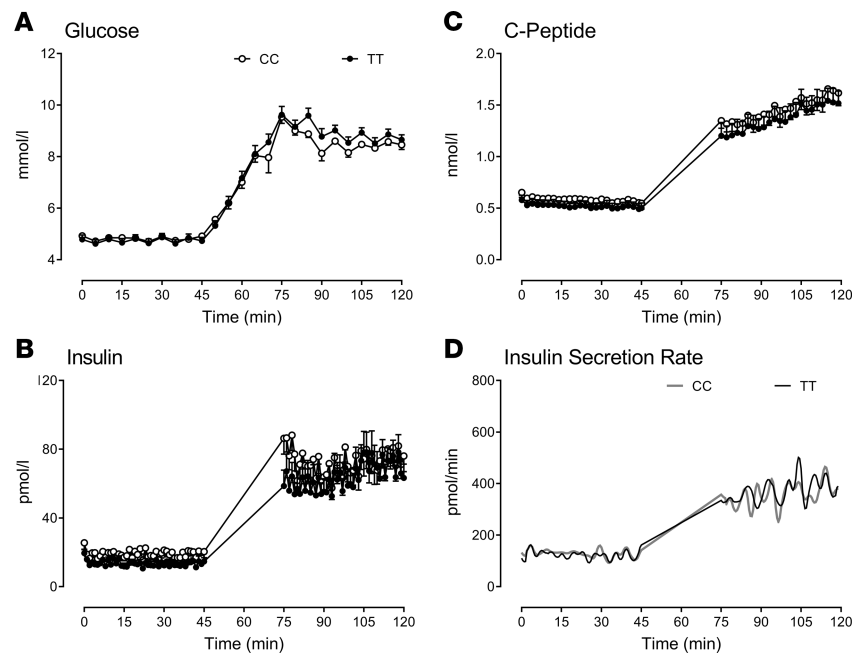 A
Glucose
CC
TT
12
10
8
6
4
mmol/l
0 15 30 45 60 75 90 105 120
Time (min)
B
Insulin
120
80
40
0
pmol/l
0 15 30 45 60 75 90 105 120
Time (min)
C
C-Peptide
2.0
1.5
1.0
0.5
0.0
nmol/l
0 15 30 45 60 75 90 105 120
Time (min)
D
Insulin Secretion Rate
CC
TT
800
600
400
200
0
pmol/min
0 15 30 45 60 75 90 105 120
Time (min)